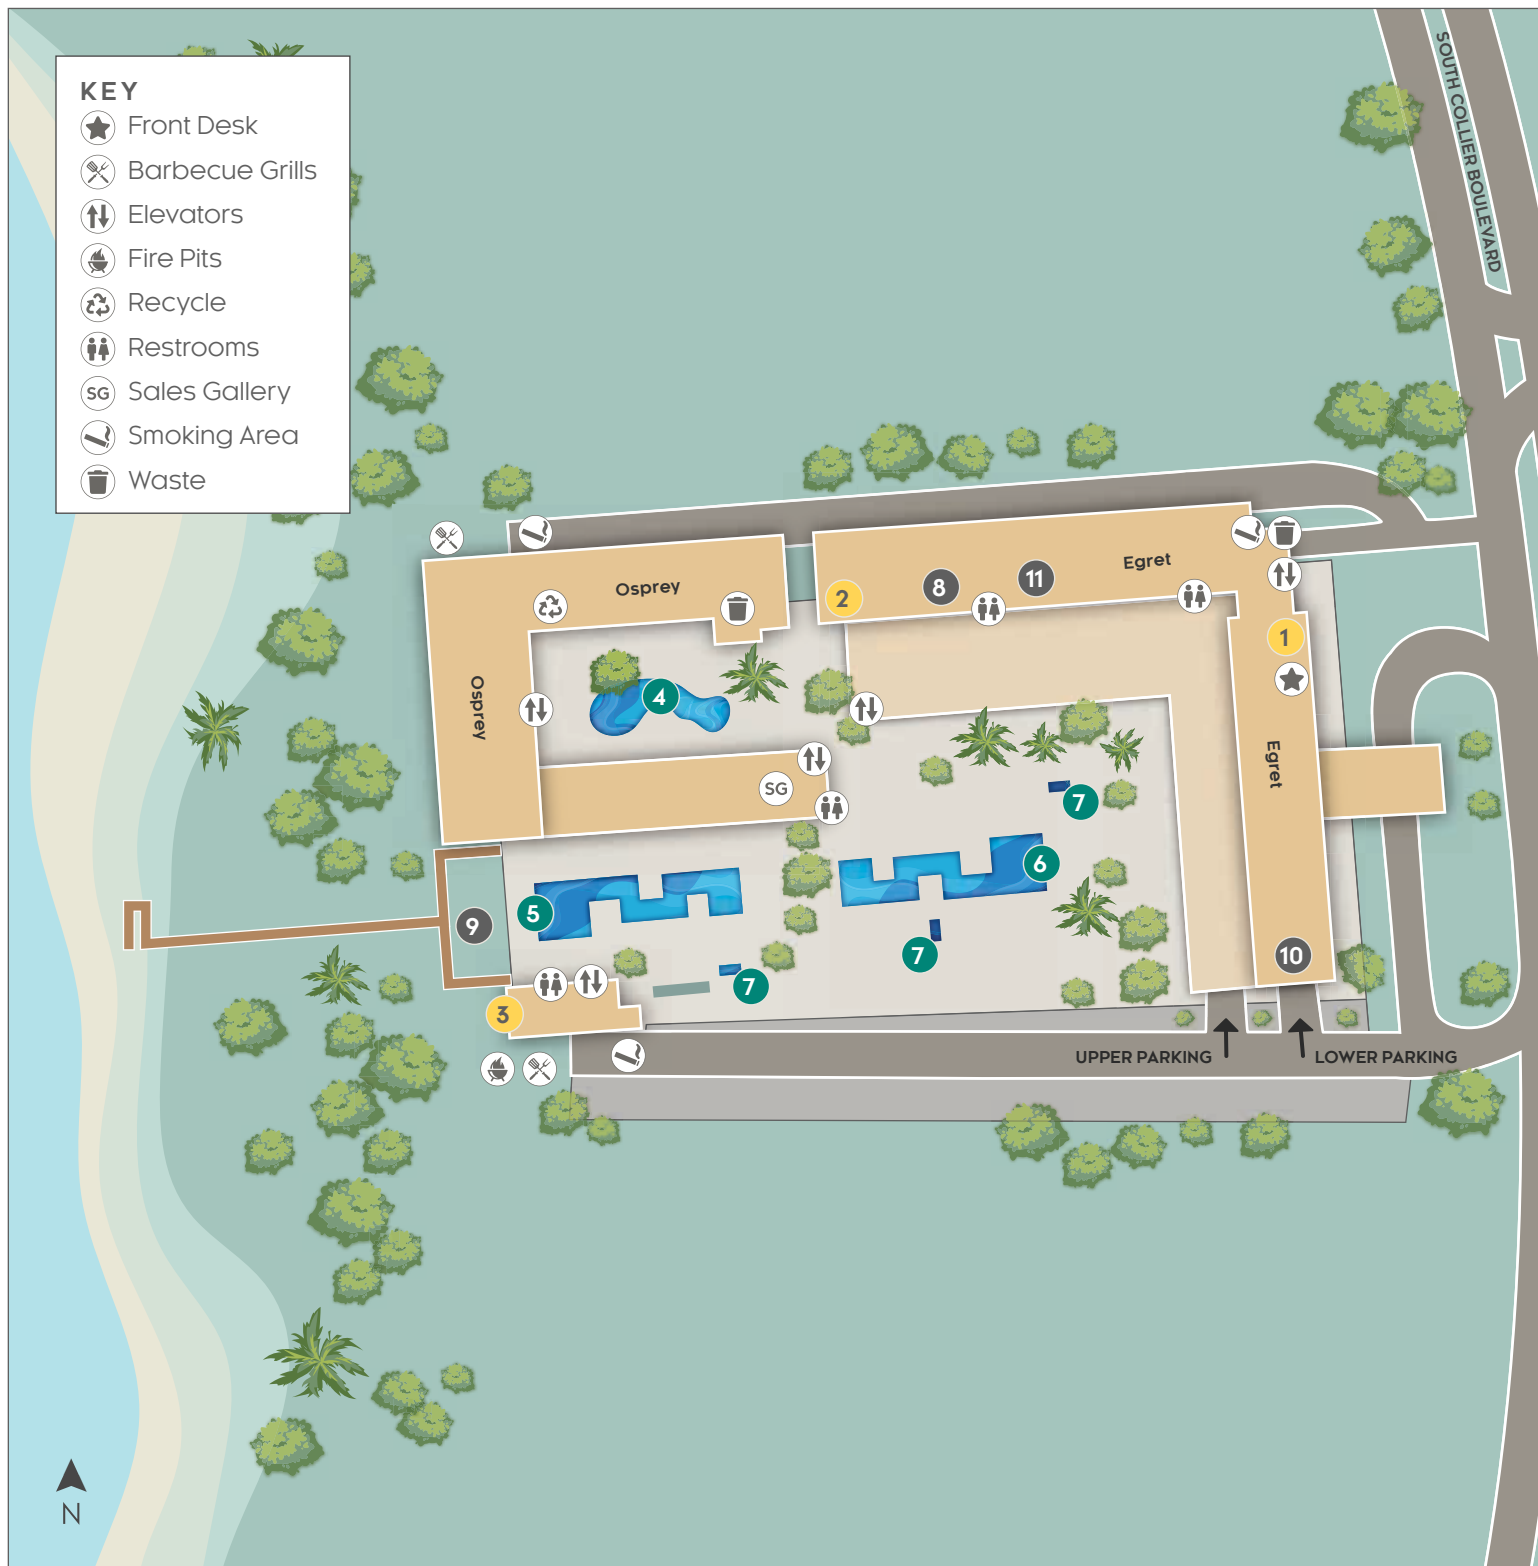 KEY
Front Desk
Barbecue Grills
Elevators
Fire Pits
Recycle
Restrooms
SG Sales Gallery
Smoking Area
Waste
SOUTH COLLIER BOULEVARD
Osprey
Egret
2
8
11
1
Osprey
4
Egret
SG
7
6
5
9
7
10
7
3
UPPER PARKING
LOWER PARKING
N